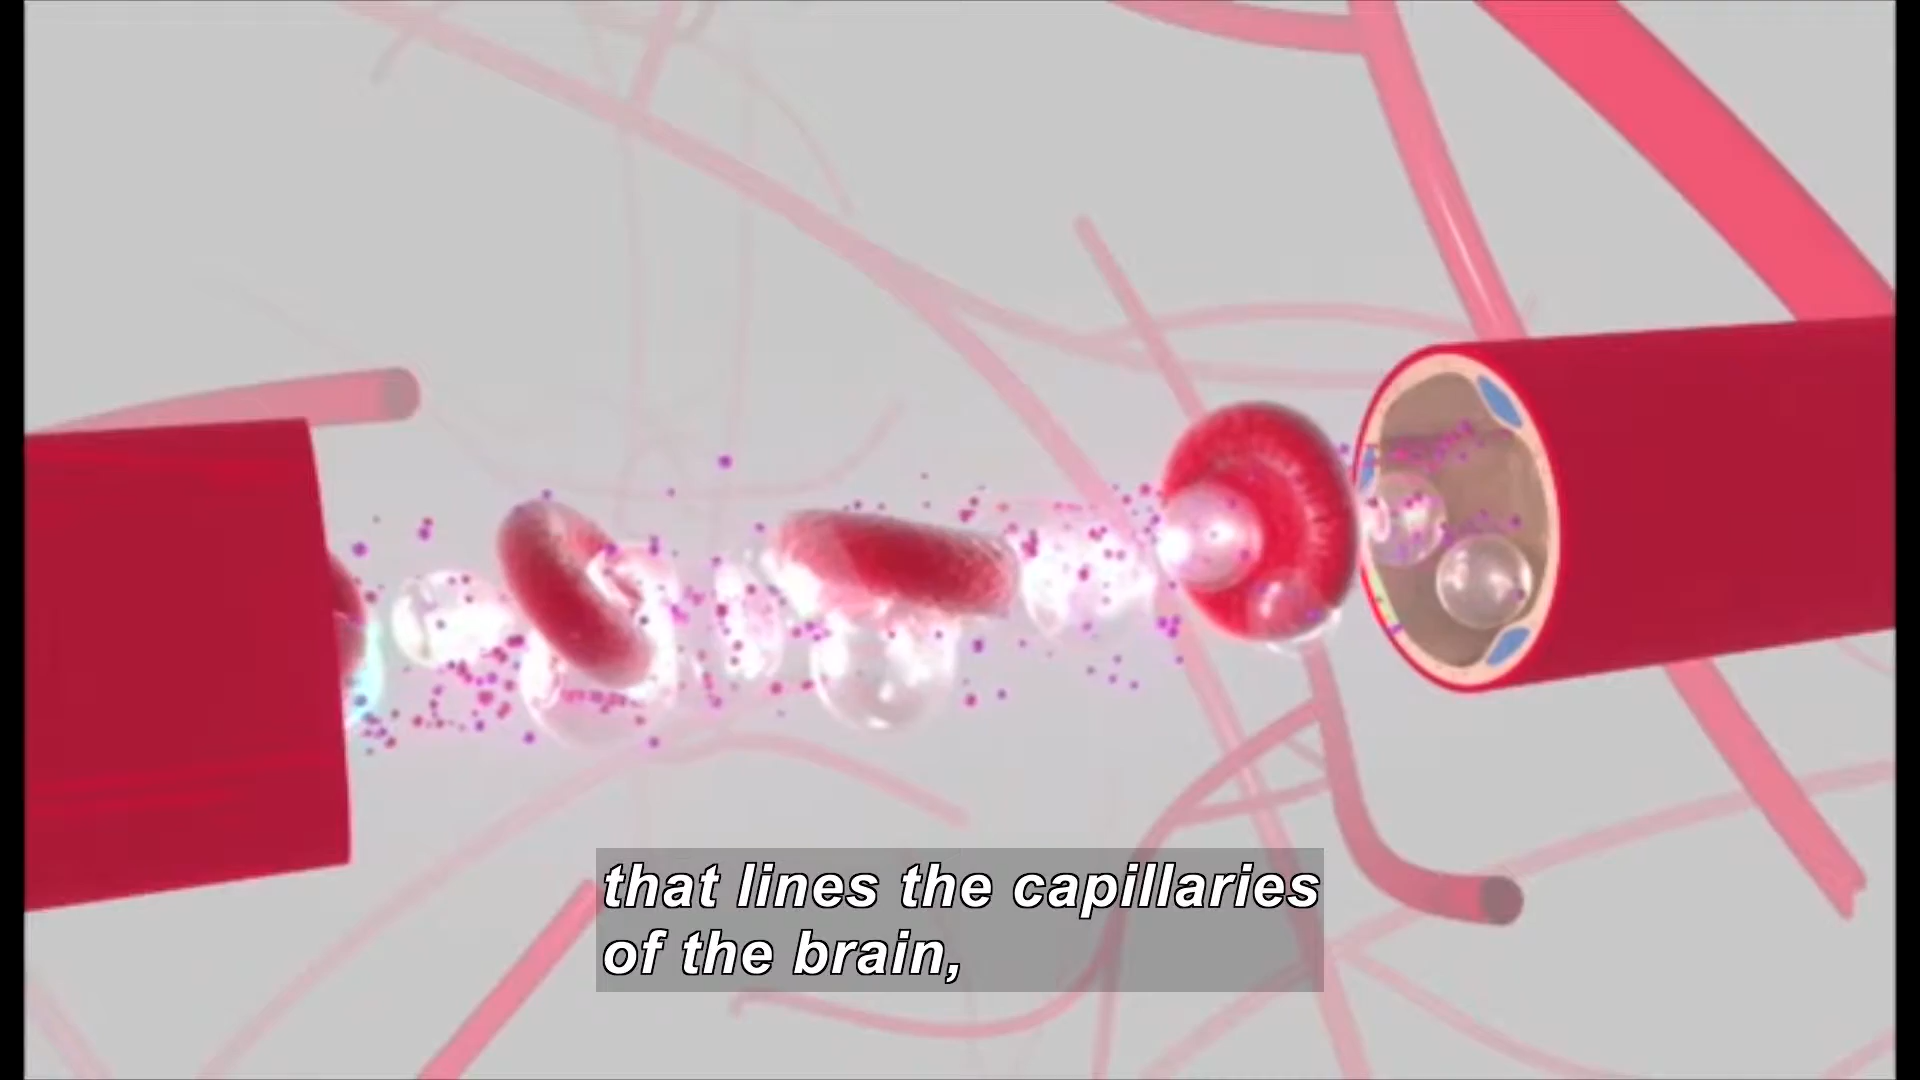 that lines the capillaries
of the brain,